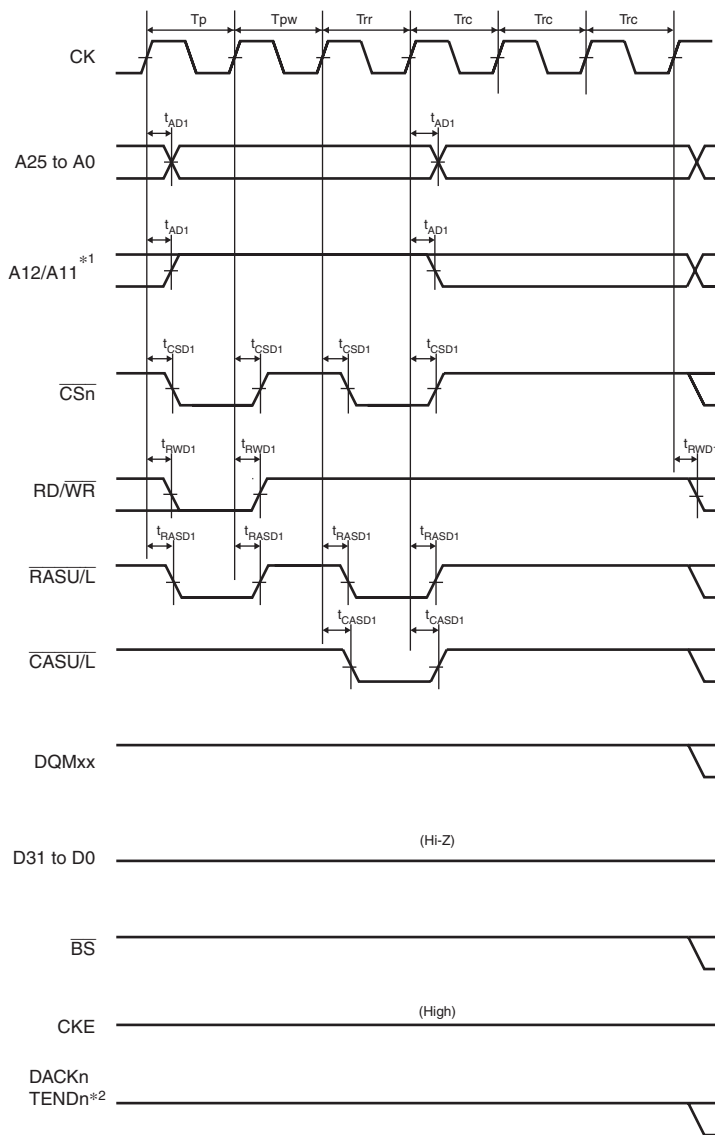 Tp Tpw Trr Trc Trc Trc
CK
tAD1 tAD1
A25 to A0
tAD1 tAD1
A12/A11 *1
tCSD1 tCSD1 tCSD1 tCSD1
CSn
tRWD1 tRWD1 tRWD1
RD/WR
tRASD1 tRASD1 tRASD1 tRASD1
RASU/L
tCASD1 tCASD1
CASU/L
DQMxx
(Hi-Z)
D31 to D0
BS
(High)
CKE
DACKn
TENDn*2